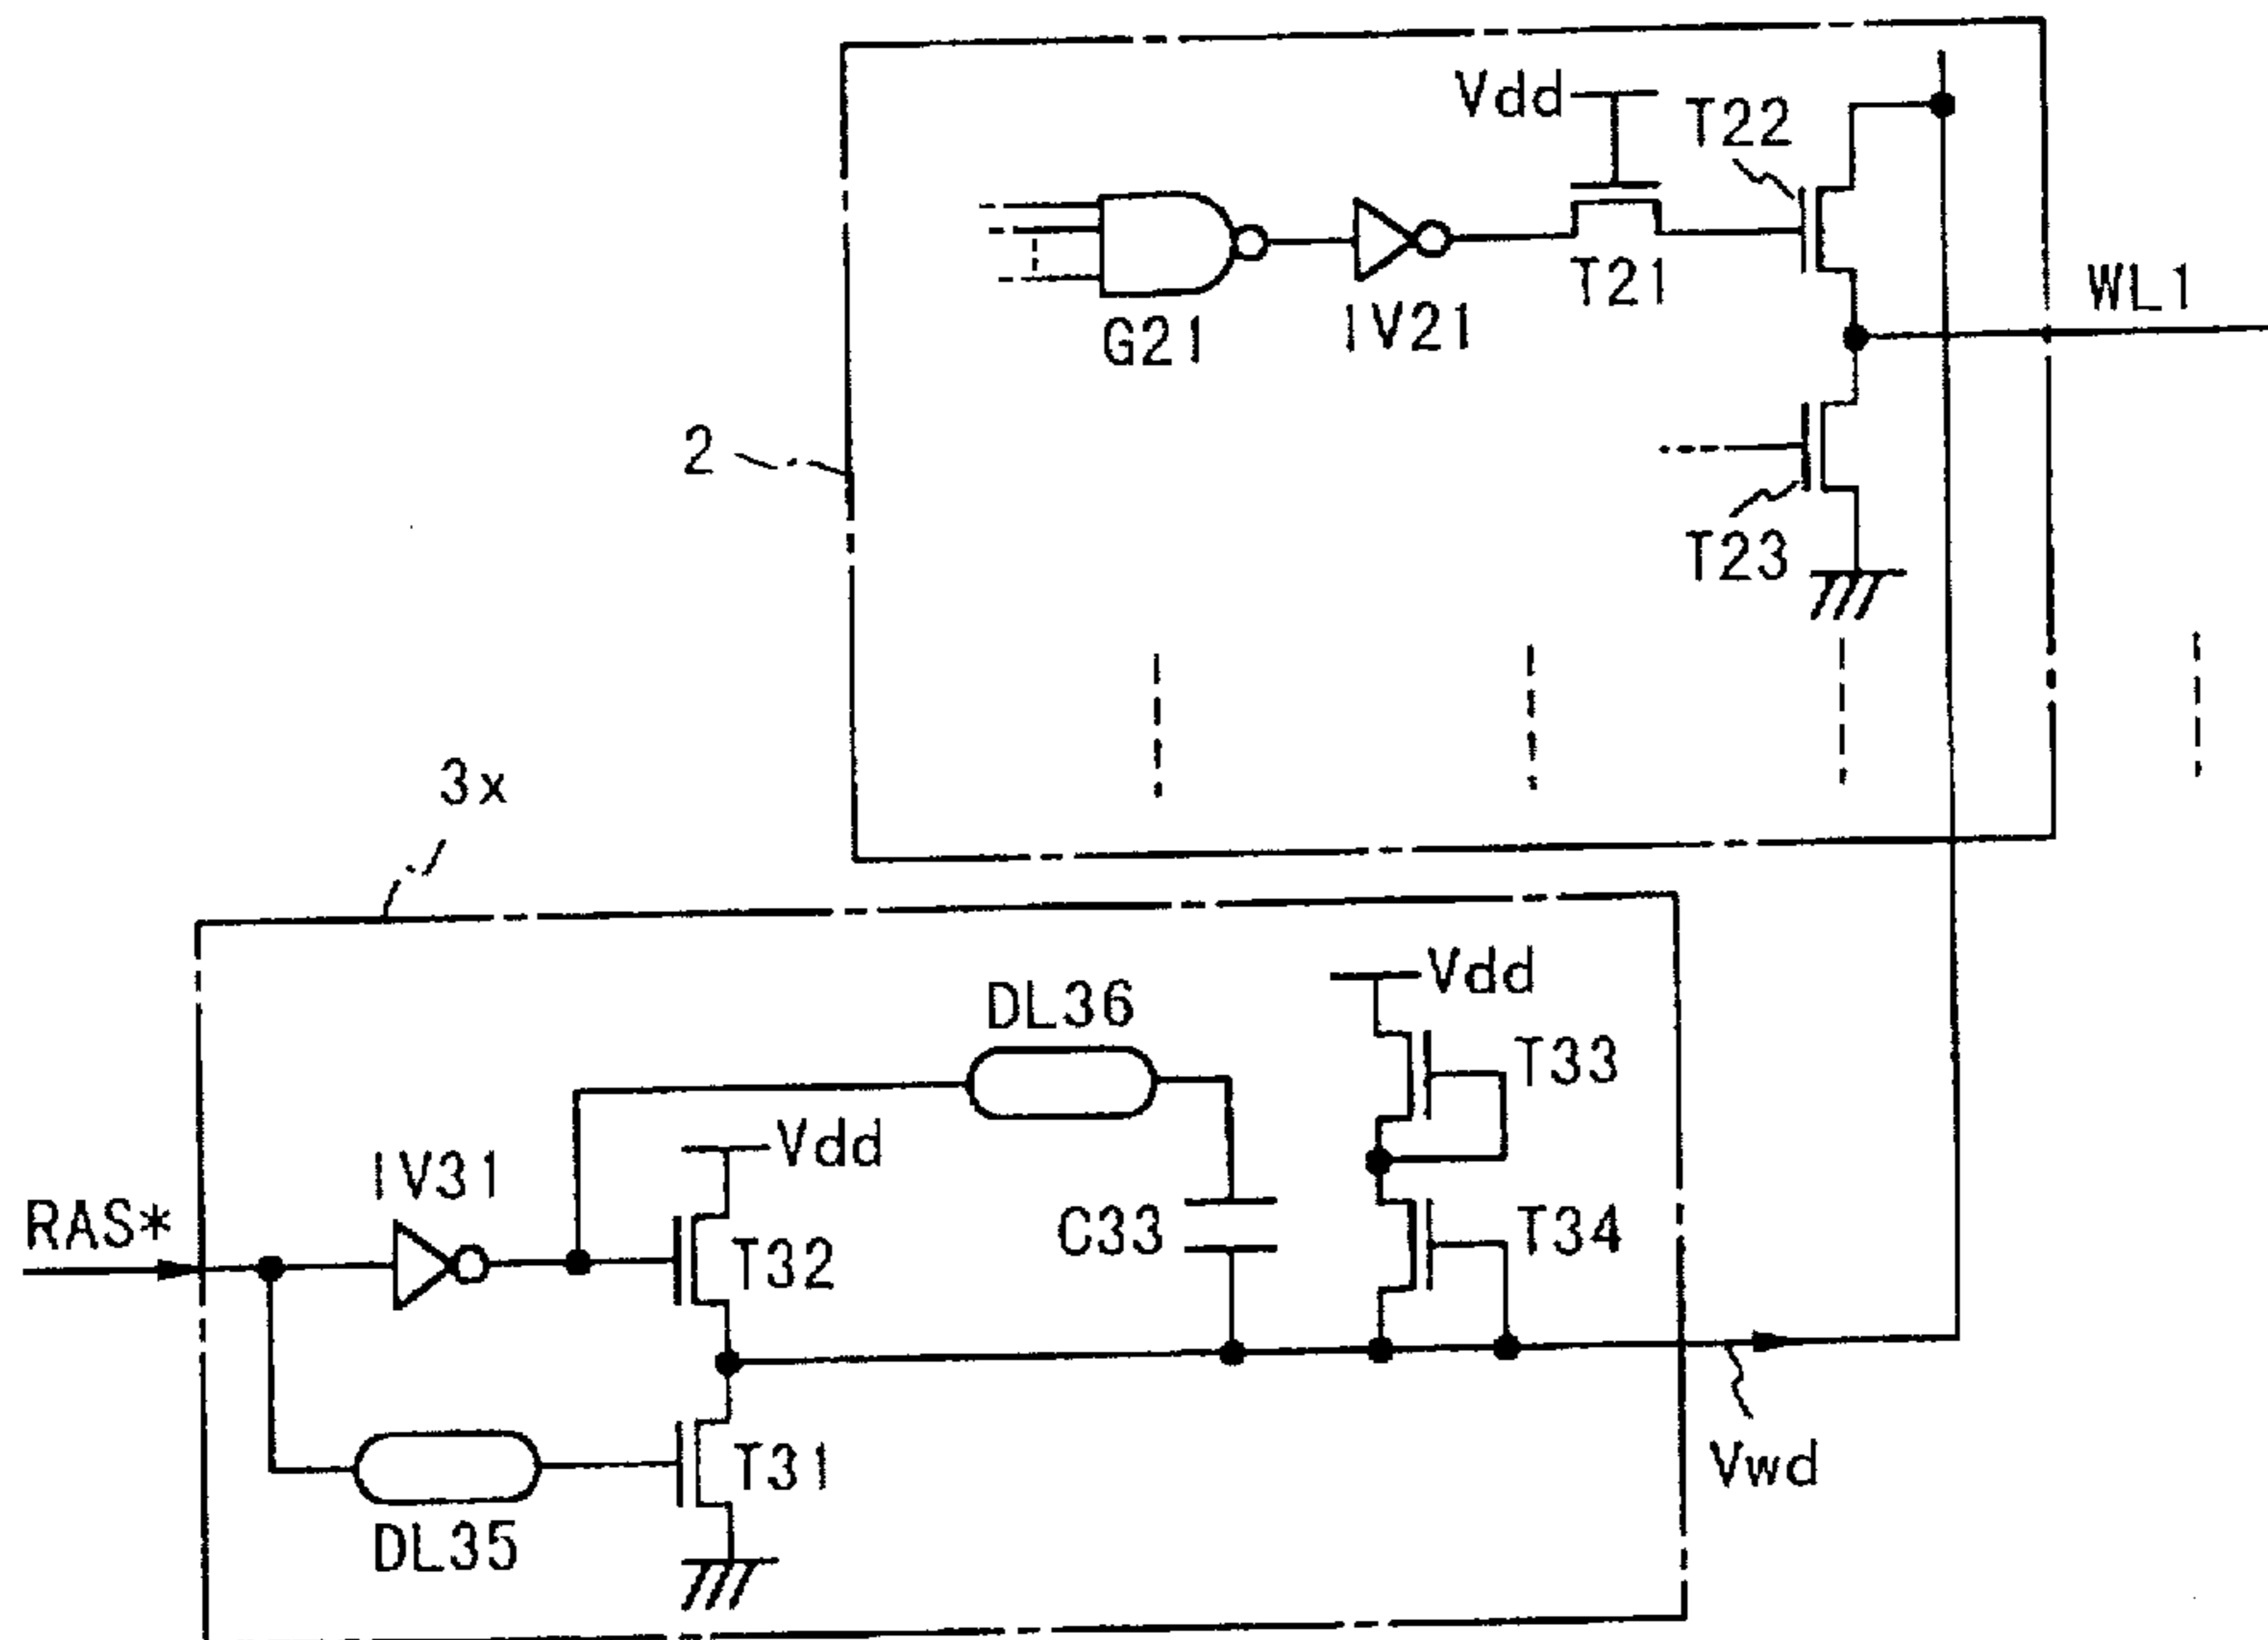 Vdd
T22
T21
IV21
G21
WL1
2
T23
3x
DL36
Vdd
T33
Vdd
IV31
RAS*
T32
C33
T34
T31
Vwd
DL35